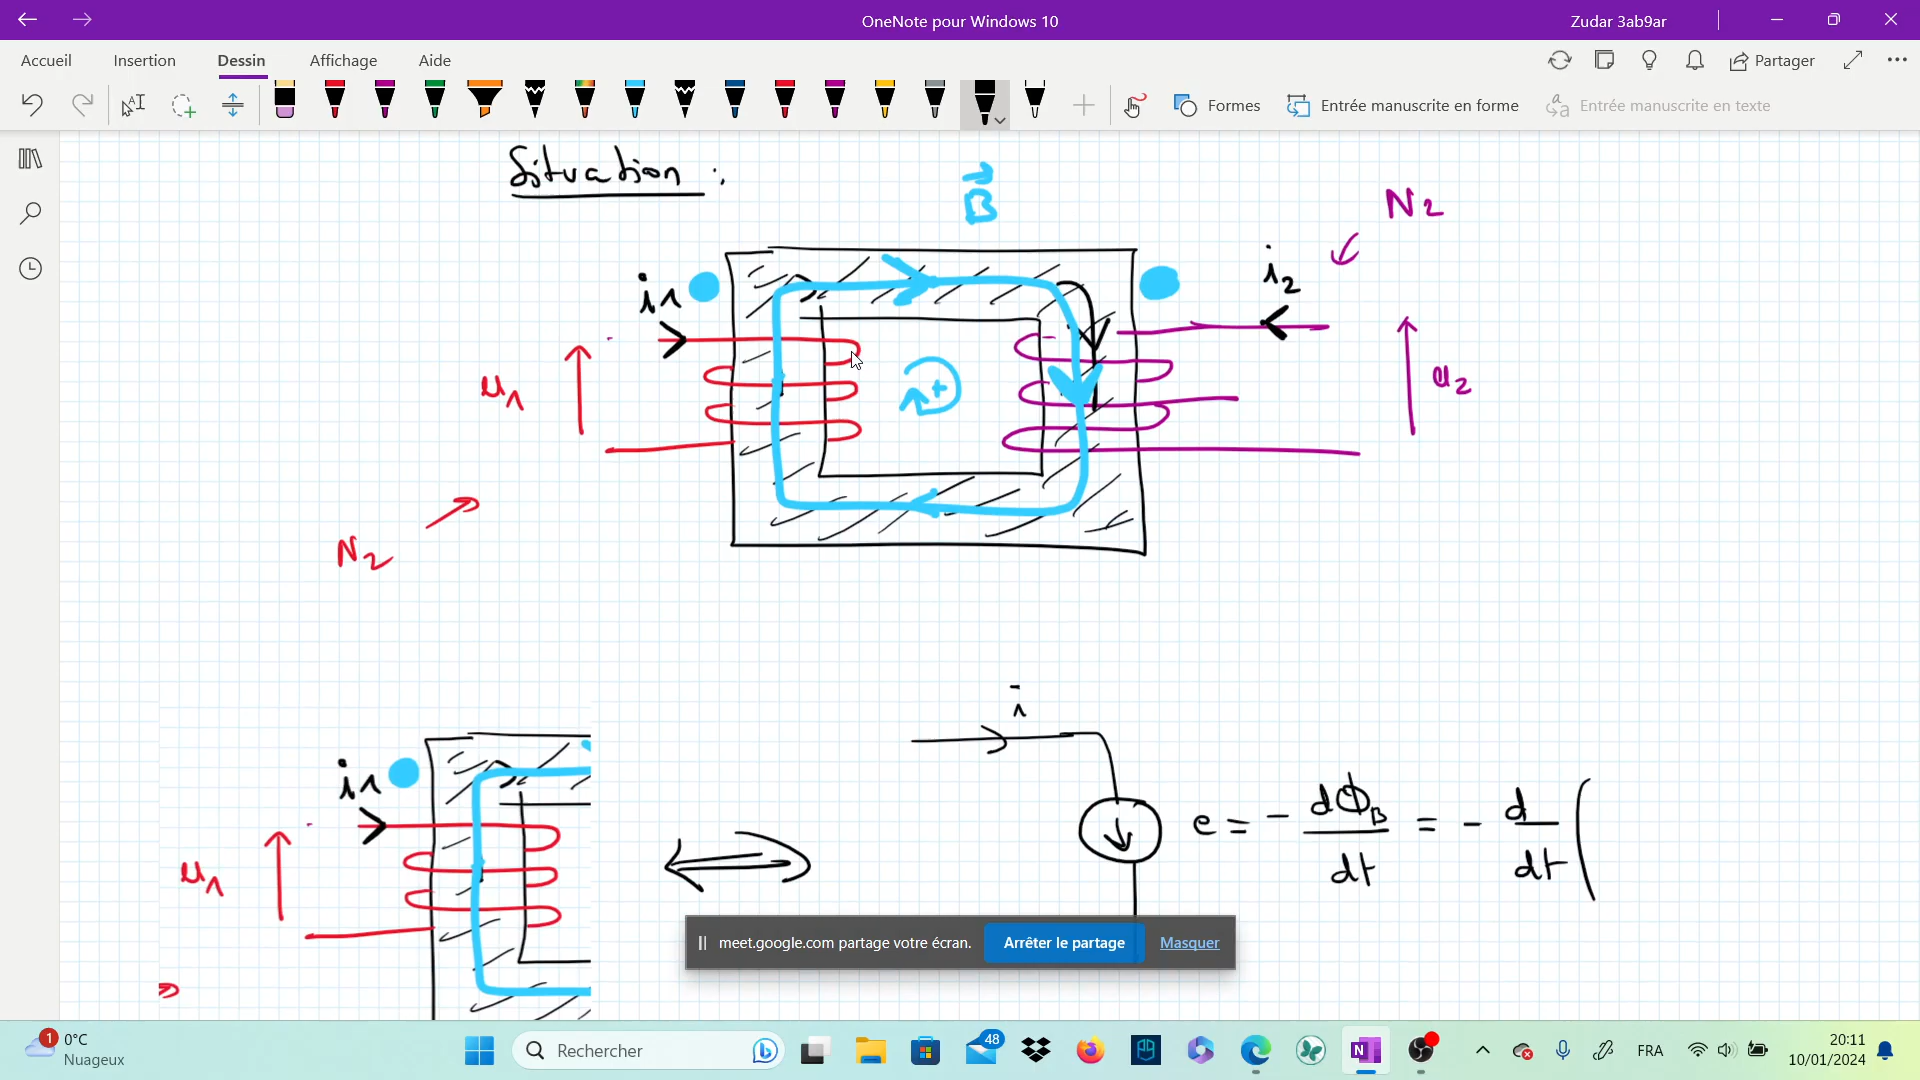 OneNote pour Windows 10
Zudar 3ab9ar
Accueil Insertion Dessin Affichage Aide
Partager
Formes
Entrée manuscrite en forme
Entrée manuscrite en texte
Situation :
B
N2
i1
i2
u1
+
u2
N2
i
i1
u1
e = - dΦB/dt = - d/dt (
meet.google.com partage votre écran.
Arrêter le partage
Masquer
1
0°C
Nuageux
Rechercher
48
FRA
20:11
10/01/2024